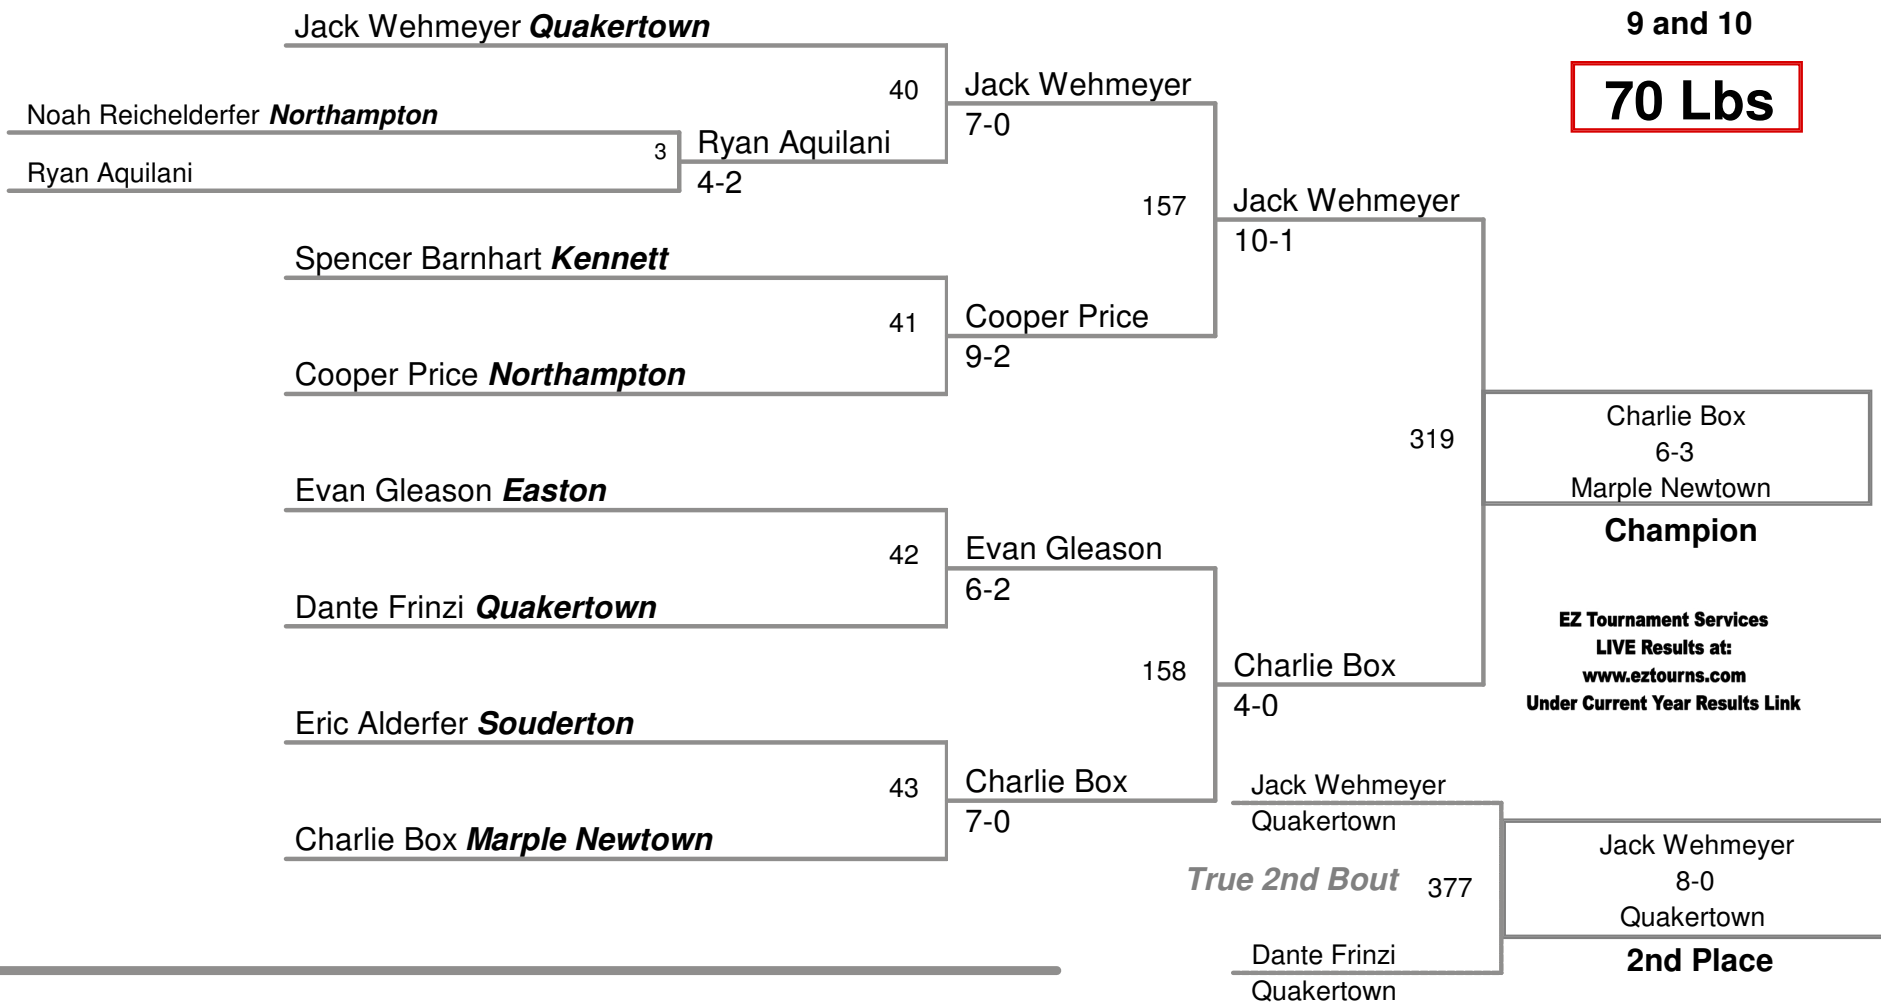 Jack Wehmeyer Quakertown
9 and 10
70 Lbs
40
Jack Wehmeyer
7-0
Noah Reichelderfer Northampton
3
Ryan Aquilani
4-2
Ryan Aquilani
157
Jack Wehmeyer
10-1
Spencer Barnhart Kennett
41
Cooper Price
9-2
Cooper Price Northampton
319
Charlie Box
6-3
Marple Newtown
Champion
Evan Gleason Easton
42
Evan Gleason
6-2
Dante Frinzi Quakertown
EZ Tournament Services
LIVE Results at:
www.eztourns.com
Under Current Year Results Link
158
Charlie Box
4-0
Eric Alderfer Souderton
43
Charlie Box
7-0
Charlie Box Marple Newtown
Jack Wehmeyer
Quakertown
True 2nd Bout 377
Jack Wehmeyer
8-0
Quakertown
2nd Place
Dante Frinzi
Quakertown